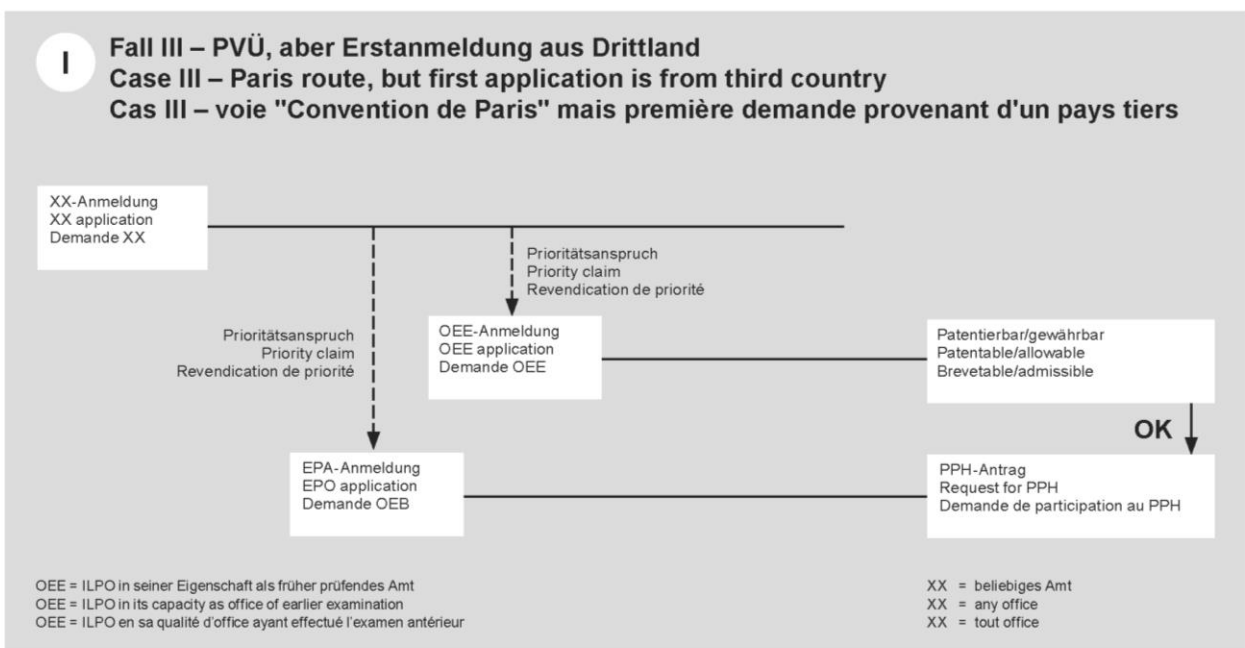 I
Fall III – PVÜ, aber Erstanmeldung aus Drittland
Case III – Paris route, but first application is from third country
Cas III – voie "Convention de Paris" mais première demande provenant d'un pays tiers
XX-Anmeldung
XX application
Demande XX
Prioritätsanspruch
Priority claim
Revendication de priorité
Prioritätsanspruch
Priority claim
Revendication de priorité
OEE-Anmeldung
OEE application
Demande OEE
Patentierbar/gewährbar
Patentable/allowable
Brevetable/admissible
OK
EPA-Anmeldung
EPO application
Demande OEB
PPH-Antrag
Request for PPH
Demande de participation au PPH
OEE = ILPO in seiner Eigenschaft als früher prüfendes Amt
OEE = ILPO in its capacity as office of earlier examination
OEE = ILPO en sa qualité d'office ayant effectué l'examen antérieur
XX = beliebiges Amt
XX = any office
XX = tout office